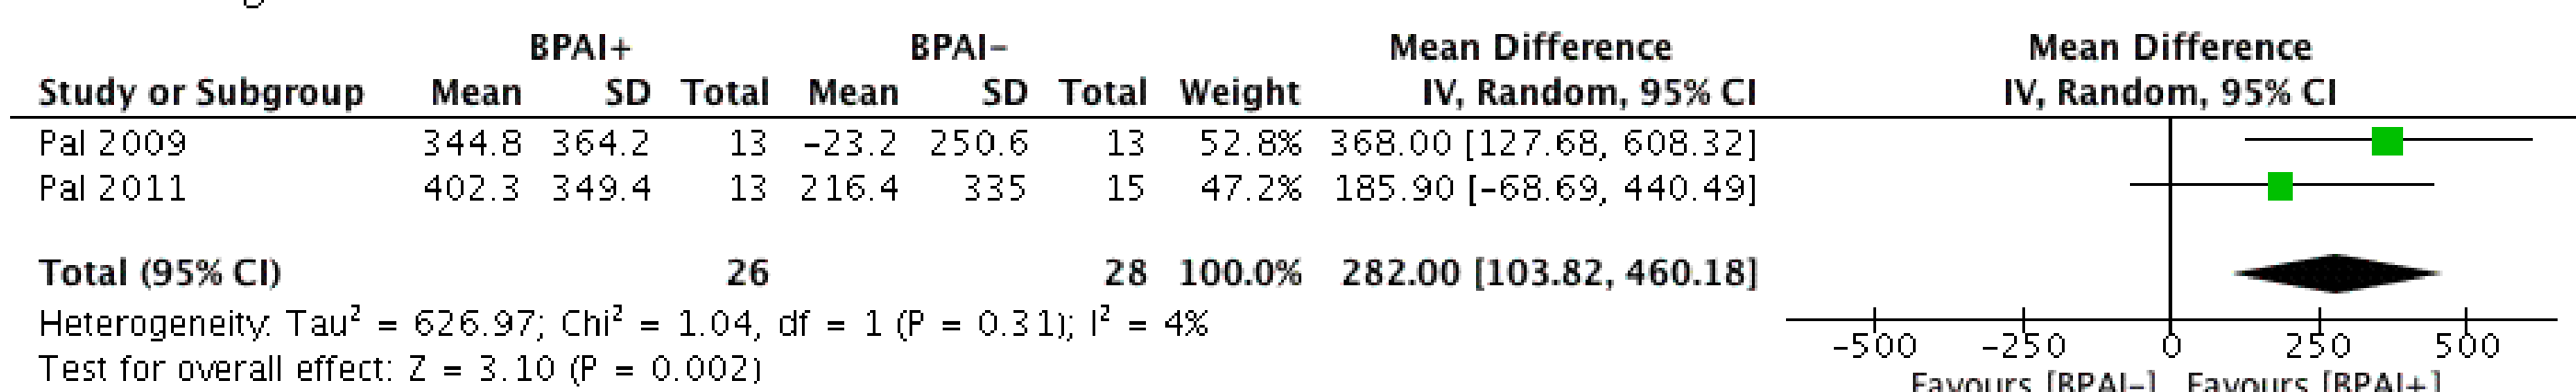 BPAI+ BPAI− Mean Difference Mean Difference
Study or Subgroup Mean SD Total Mean SD Total Weight IV, Random, 95% CI IV, Random, 95% CI
Pal 2009 344.8 364.2 13 −23.2 250.6 13 52.8% 368.00 [127.68, 608.32]
Pal 2011 402.3 349.4 13 216.4 335 15 47.2% 185.90 [−68.69, 440.49]
Total (95% CI) 26 28 100.0% 282.00 [103.82, 460.18]
Heterogeneity: Tau² = 626.97; Chi² = 1.04, df = 1 (P = 0.31); I² = 4%
Test for overall effect: Z = 3.10 (P = 0.002)
−500 −250 0 250 500
Favours [BPAI−] Favours [BPAI+]